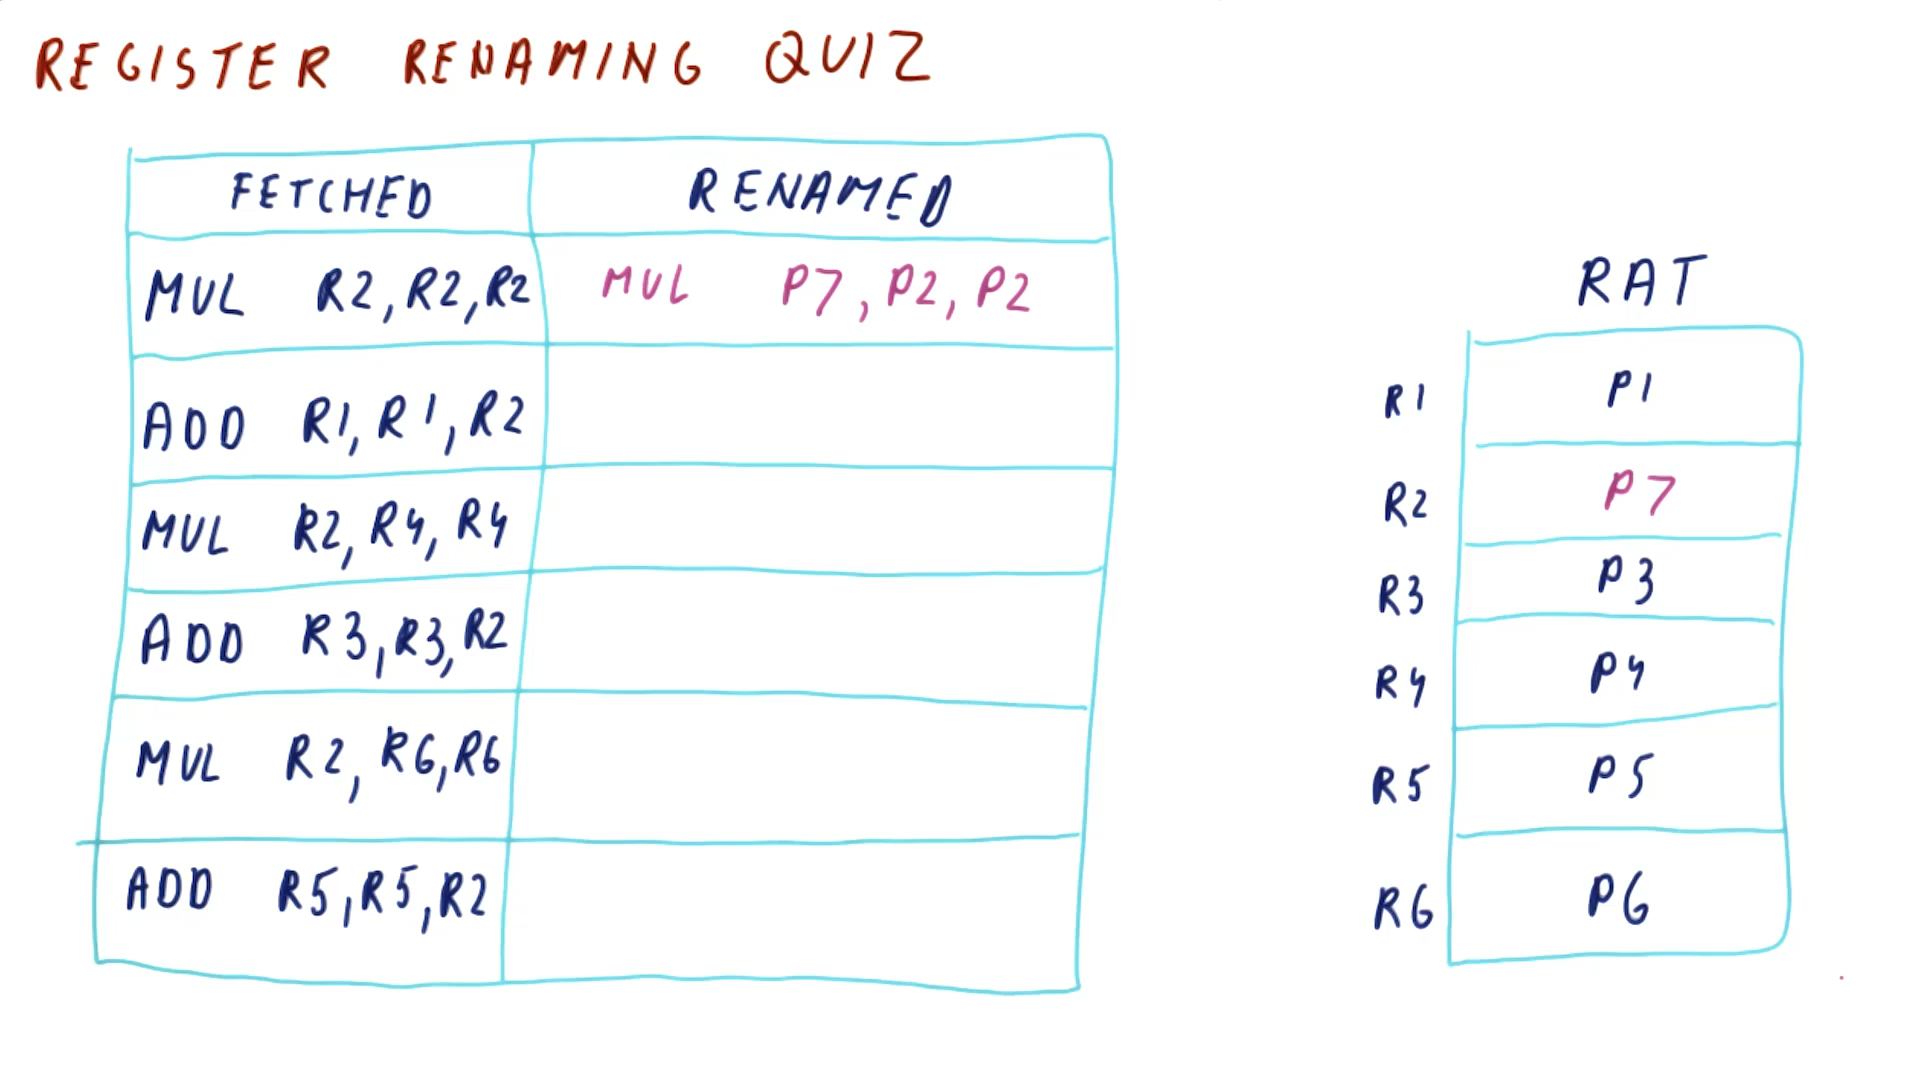 REGISTER RENAMING QUIZ
FETCHED RENAMED
MUL R2, R2, R2 MUL P7, P2, P2
ADD R1, R1, R2
MUL R2, R4, R4
ADD R3, R3, R2
MUL R2, R6, R6
ADD R5, R5, R2
RAT
R1 P1
R2 P7
R3 P3
R4 P4
R5 P5
R6 P6